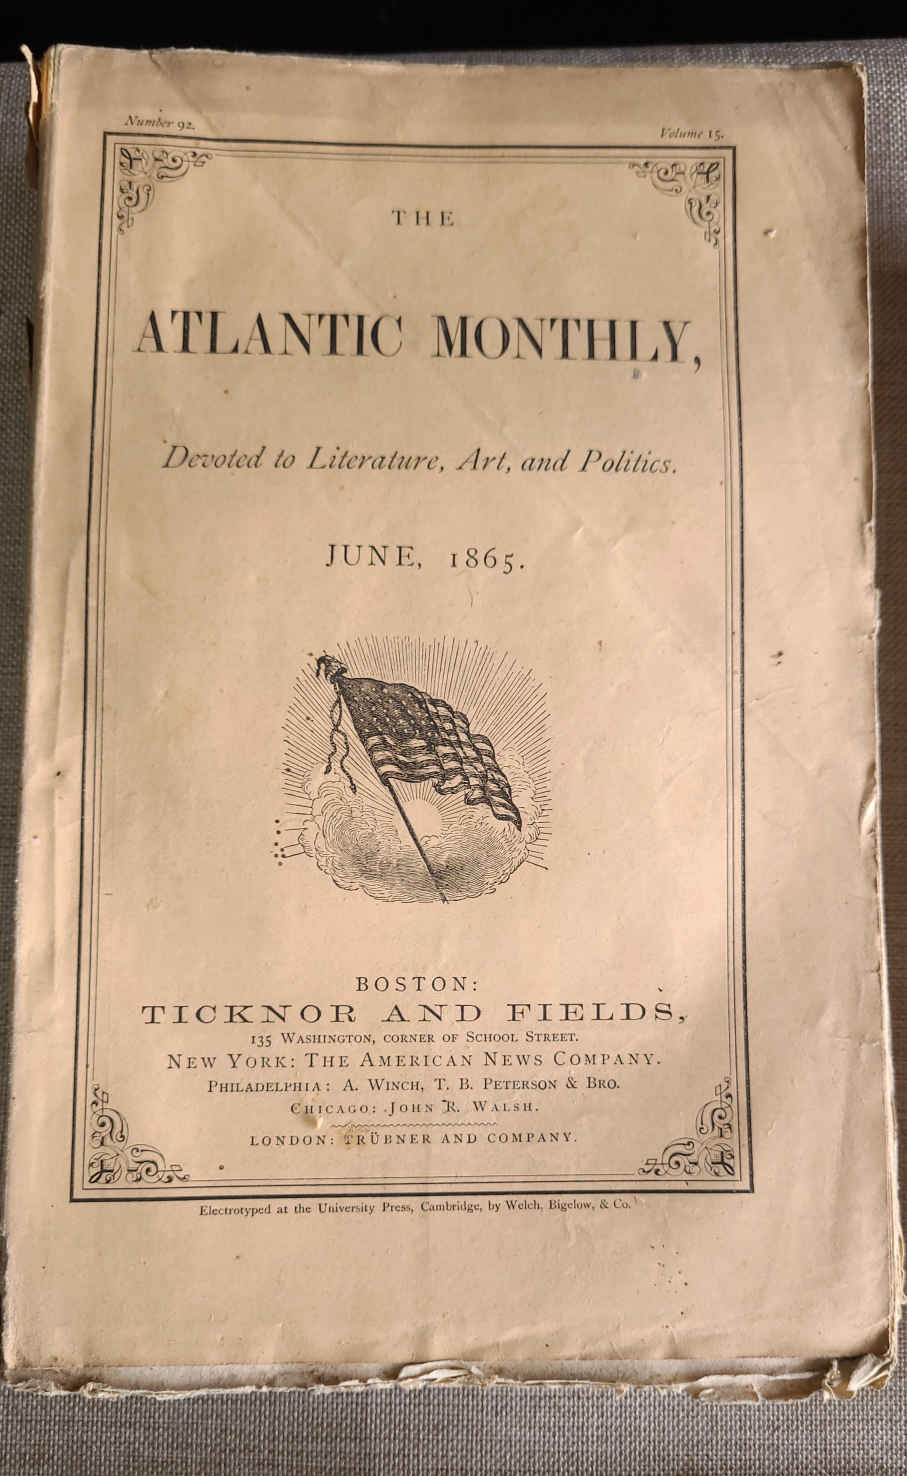 Number 92.
Volume 15.
THE
ATLANTIC MONTHLY,
Devoted to Literature, Art, and Politics.
JUNE, 1865.
BOSTON:
TICKNOR AND FIELDS,
135 WASHINGTON, CORNER OF SCHOOL STREET.
NEW YORK: THE AMERICAN NEWS COMPANY.
PHILADELPHIA: A. WINCH, T. B. PETERSON & BRO.
CHICAGO: JOHN R. WALSH.
LONDON: TRÜBNER AND COMPANY.
Electrotyped at the University Press, Cambridge, by Welch, Bigelow, & Co.